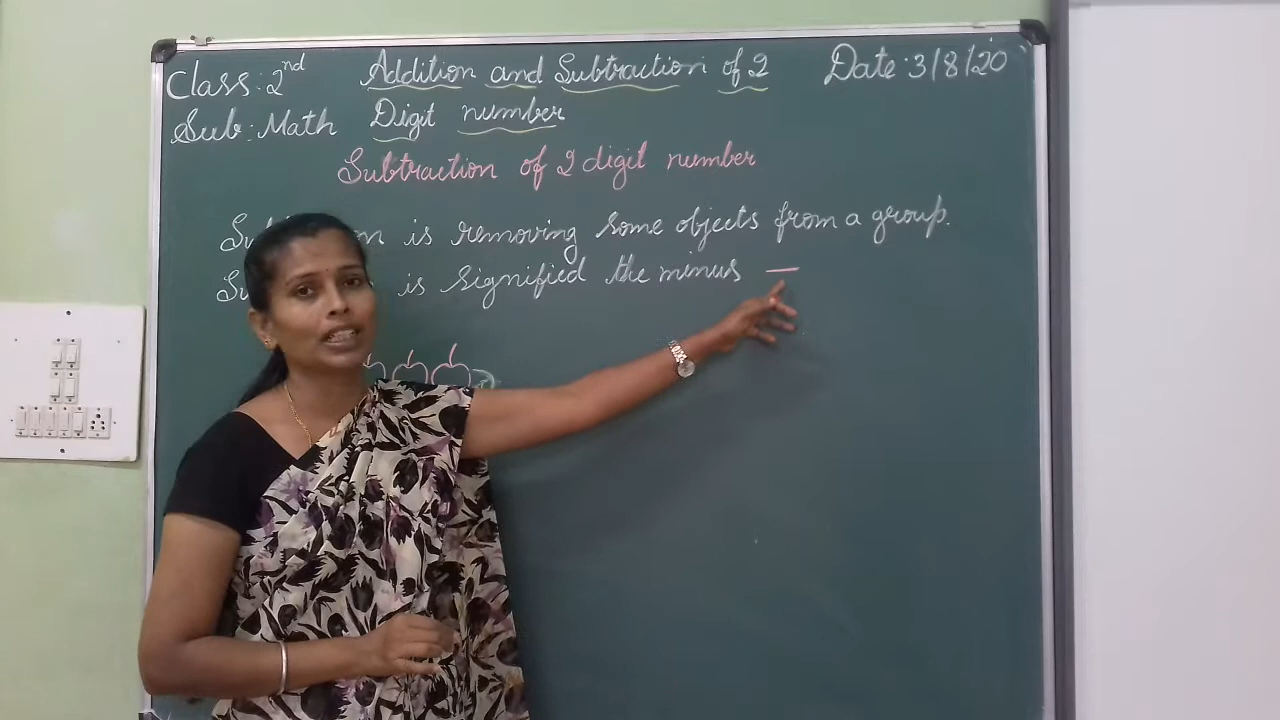 Class: 2nd Addition and Subtraction of 2 Date: 3/8/20
Sub: Math Digit number
Subtraction of 2 digit number
is removing some objects from a group.
is signified the minus —